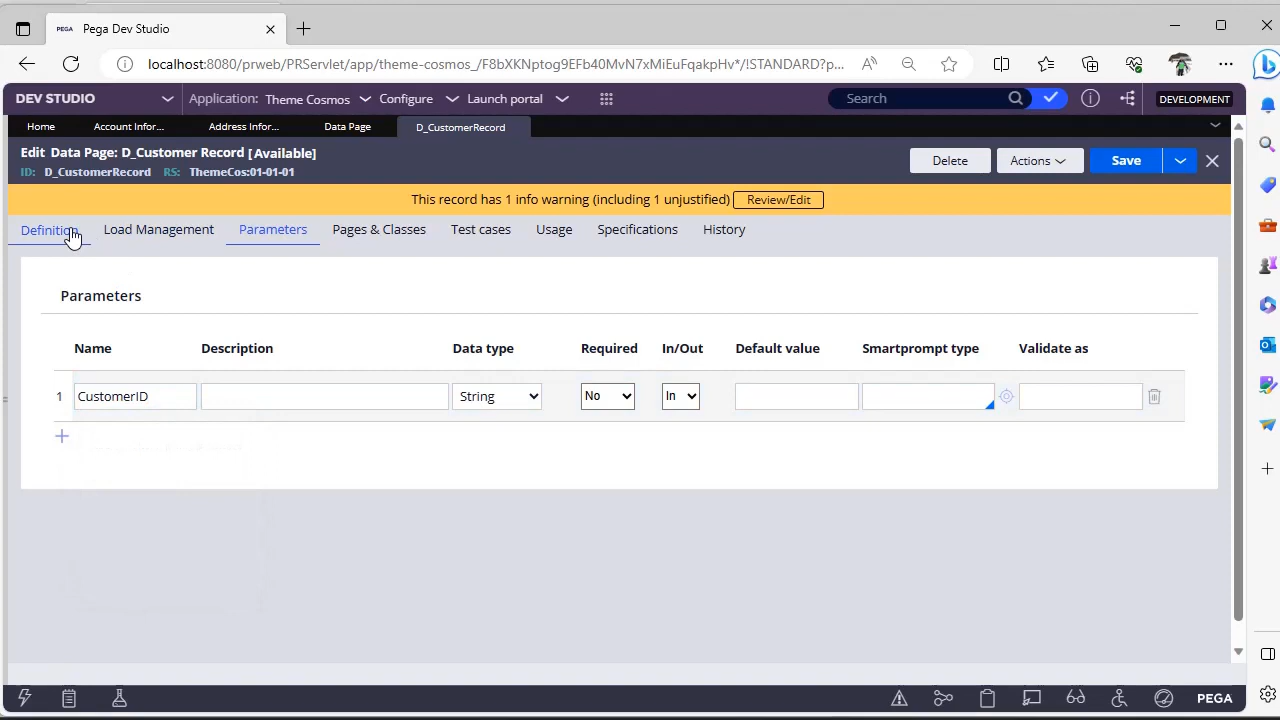 PEGA Pega Dev Studio
localhost:8080/prweb/PRServlet/app/theme-cosmos_/F8bXKNptog9EFb40MvN7xMiEuFqakpHv*/!STANDARD?p...
DEV STUDIO Application: Theme Cosmos Configure Launch portal Search DEVELOPMENT
Home Account Infor... Address Infor... Data Page D_CustomerRecord
Edit Data Page: D_Customer Record [Available]
ID: D_CustomerRecord RS: ThemeCos:01-01-01
Delete Actions Save
This record has 1 info warning (including 1 unjustified) Review/Edit
Definition Load Management Parameters Pages & Classes Test cases Usage Specifications History
Parameters
Name Description Data type Required In/Out Default value Smartprompt type Validate as
1 CustomerID String No In
PEGA